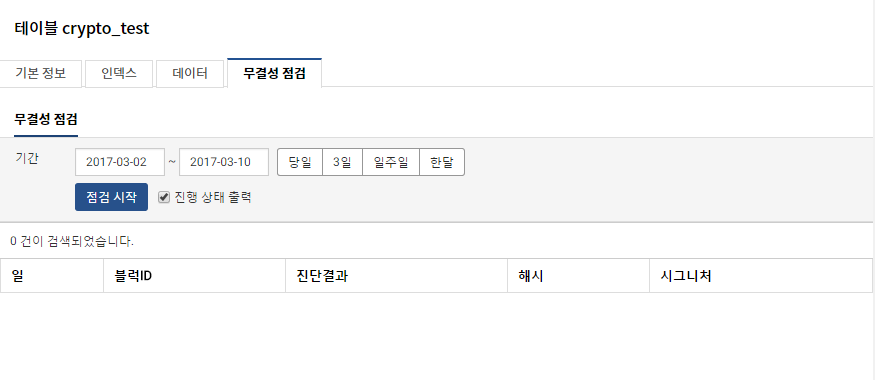 테이블 crypto_test
기본 정보 인덱스 데이터 무결성 점검
무결성 점검
기간 2017-03-02 ~ 2017-03-10 당일 3일 일주일 한달
점검 시작 진행 상태 출력
0 건이 검색되었습니다.
일 블럭ID 진단결과 해시 시그니처